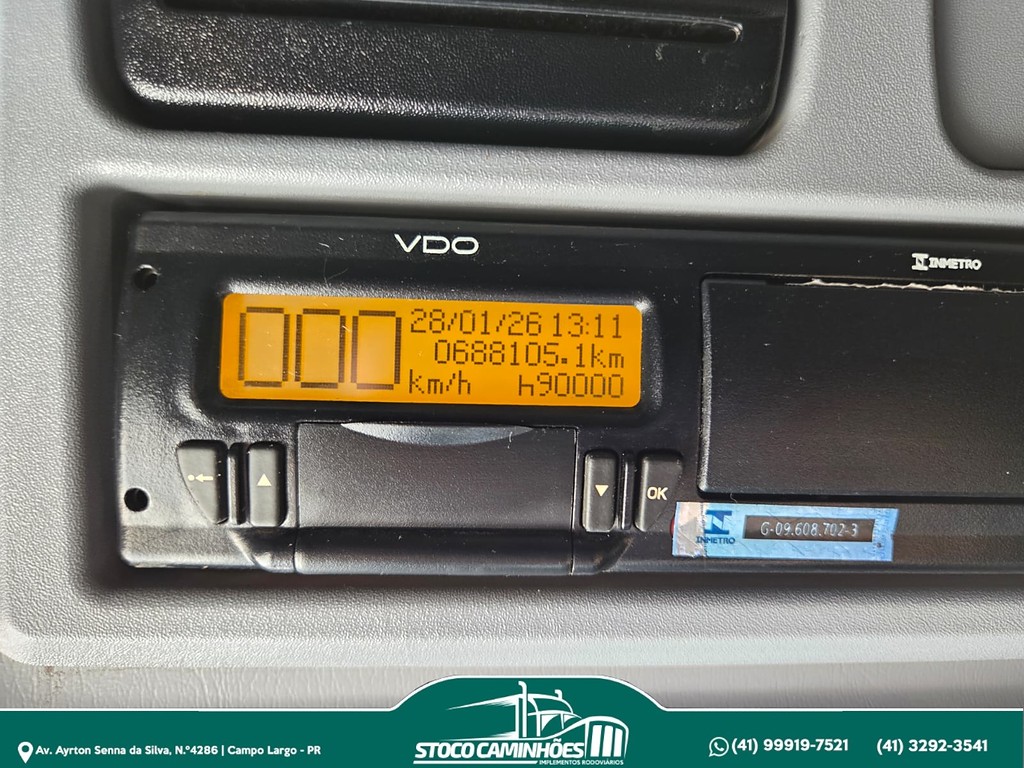 VDO
INMETRO
000
28/01/26 13:11
0688105.1km
km/h h90000
OK
INMETRO
G-09.608.702-3
Av. Ayrton Senna da Silva, N.°4286 | Campo Largo - PR
STOCO CAMINHÕES
IMPLEMENTOS RODOVIÁRIOS
(41) 99919-7521
(41) 3292-3541